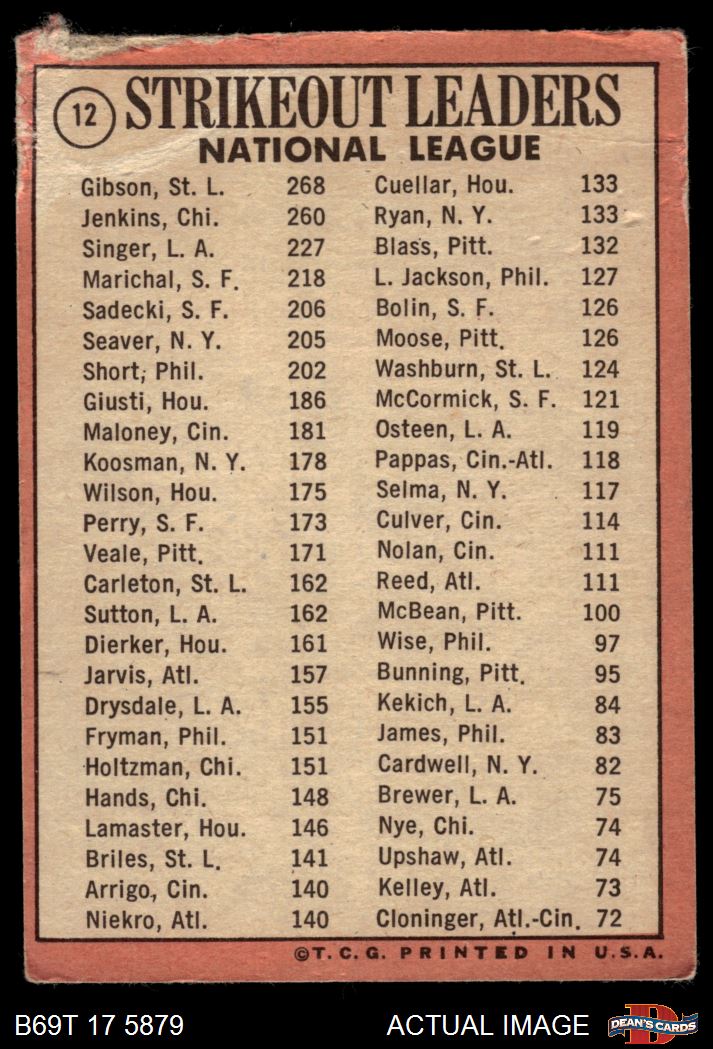 12 STRIKEOUT LEADERS
NATIONAL LEAGUE
Gibson, St. L. 268
Jenkins, Chi. 260
Singer, L. A. 227
Marichal, S. F. 218
Sadecki, S. F. 206
Seaver, N. Y. 205
Short, Phil. 202
Giusti, Hou. 186
Maloney, Cin. 181
Koosman, N. Y. 178
Wilson, Hou. 175
Perry, S. F. 173
Veale, Pitt. 171
Carleton, St. L. 162
Sutton, L. A. 162
Dierker, Hou. 161
Jarvis, Atl. 157
Drysdale, L. A. 155
Fryman, Phil. 151
Holtzman, Chi. 151
Hands, Chi. 148
Lamaster, Hou. 146
Briles, St. L. 141
Arrigo, Cin. 140
Niekro, Atl. 140
Cuellar, Hou. 133
Ryan, N. Y. 133
Blass, Pitt. 132
L. Jackson, Phil. 127
Bolin, S. F. 126
Moose, Pitt. 126
Washburn, St. L. 124
McCormick, S. F. 121
Osteen, L. A. 119
Pappas, Cin.-Atl. 118
Selma, N. Y. 117
Culver, Cin. 114
Nolan, Cin. 111
Reed, Atl. 111
McBean, Pitt. 100
Wise, Phil. 97
Bunning, Pitt. 95
Kekich, L. A. 84
James, Phil. 83
Cardwell, N. Y. 82
Brewer, L. A. 75
Nye, Chi. 74
Upshaw, Atl. 74
Kelley, Atl. 73
Cloninger, Atl.-Cin. 72
©T. C. G. PRINTED IN U.S.A.
B69T 17 5879
ACTUAL IMAGE
D
DEAN'S CARDS